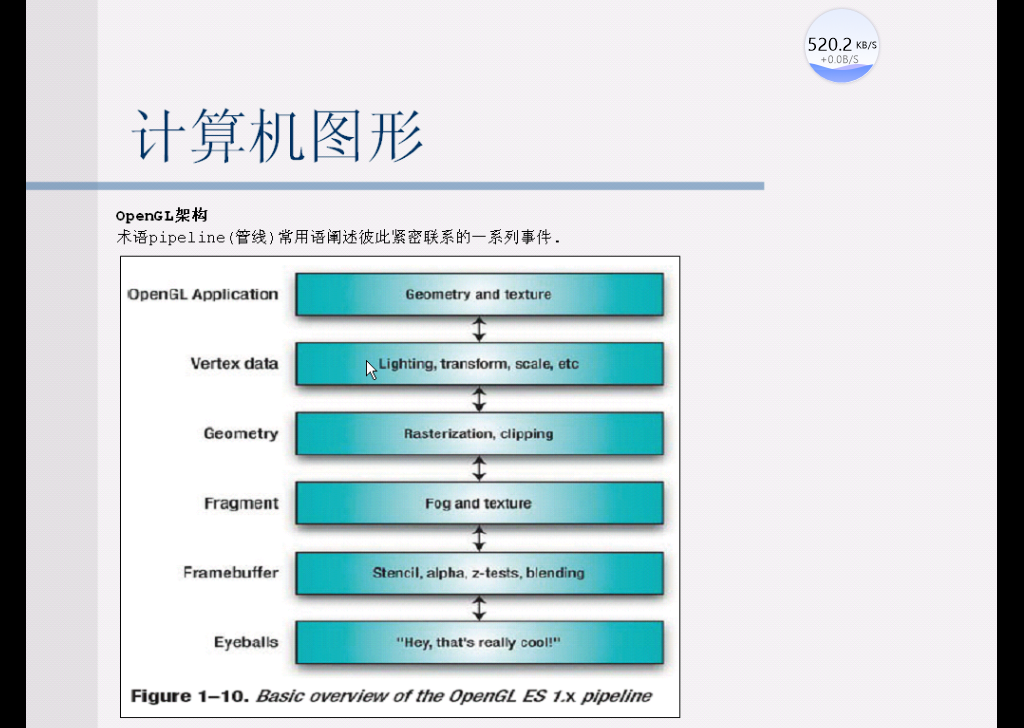 520.2 KB/S
+0.0B/S
计算机图形
OpenGL架构
术语pipeline(管线)常用语阐述彼此紧密联系的一系列事件.
OpenGL Application Geometry and texture
Vertex data Lighting, transform, scale, etc
Geometry Rasterization, clipping
Fragment Fog and texture
Framebuffer Stencil, alpha, z-tests, blending
Eyeballs "Hey, that's really cool!"
Figure 1–10. Basic overview of the OpenGL ES 1.x pipeline